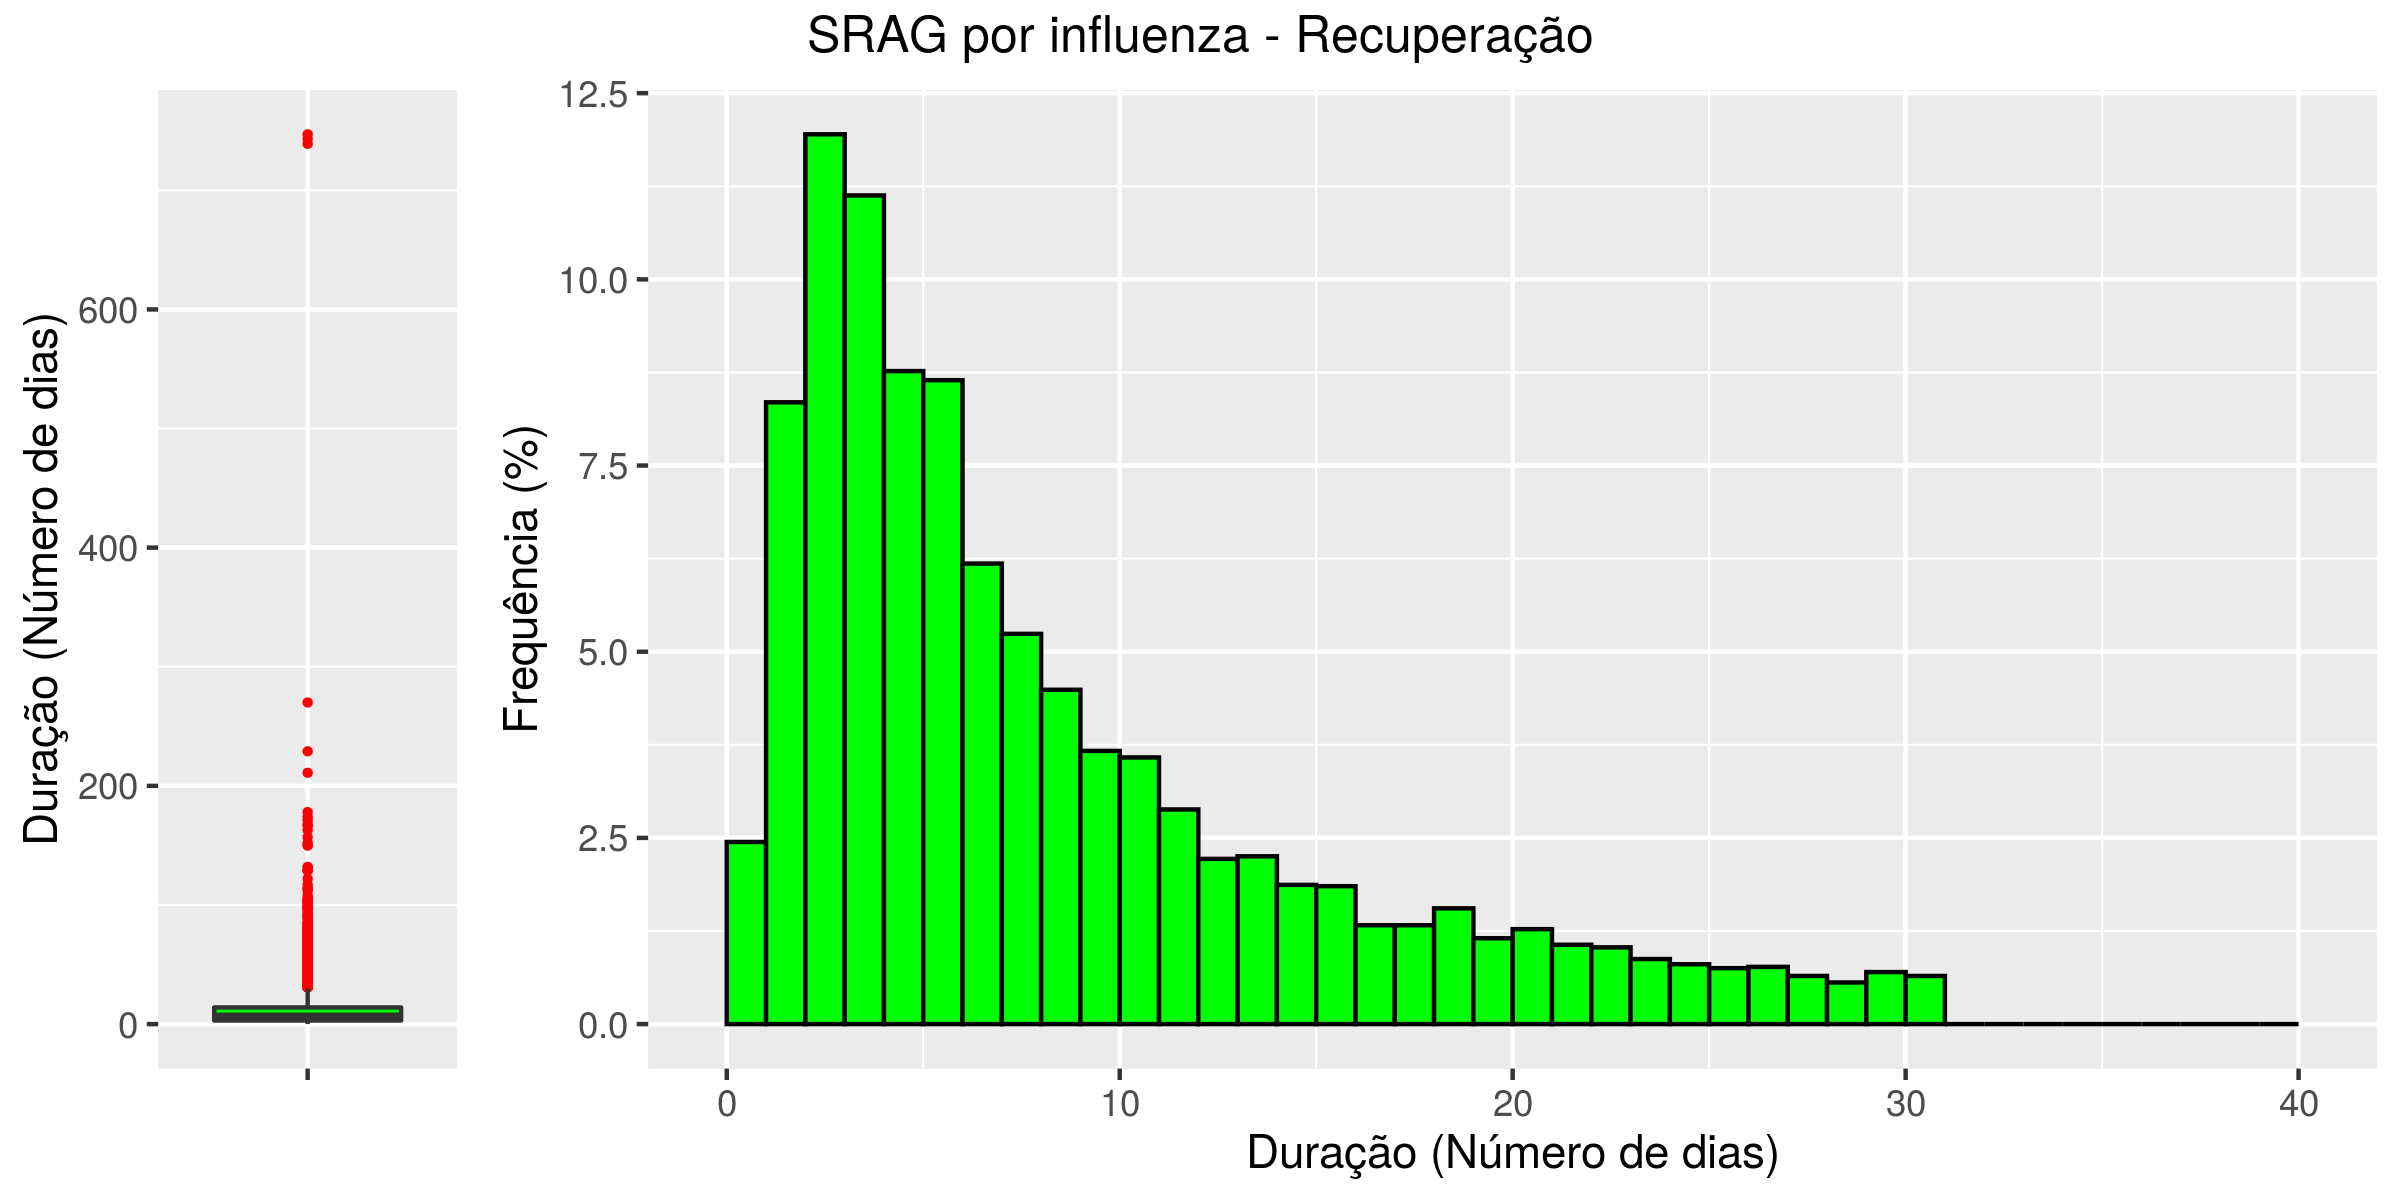 SRAG por influenza - Recuperação
Duração (Número de dias)
600
400
200
0
Frequência (%)
12.5
10.0
7.5
5.0
2.5
0.0
0 10 20 30 40
Duração (Número de dias)